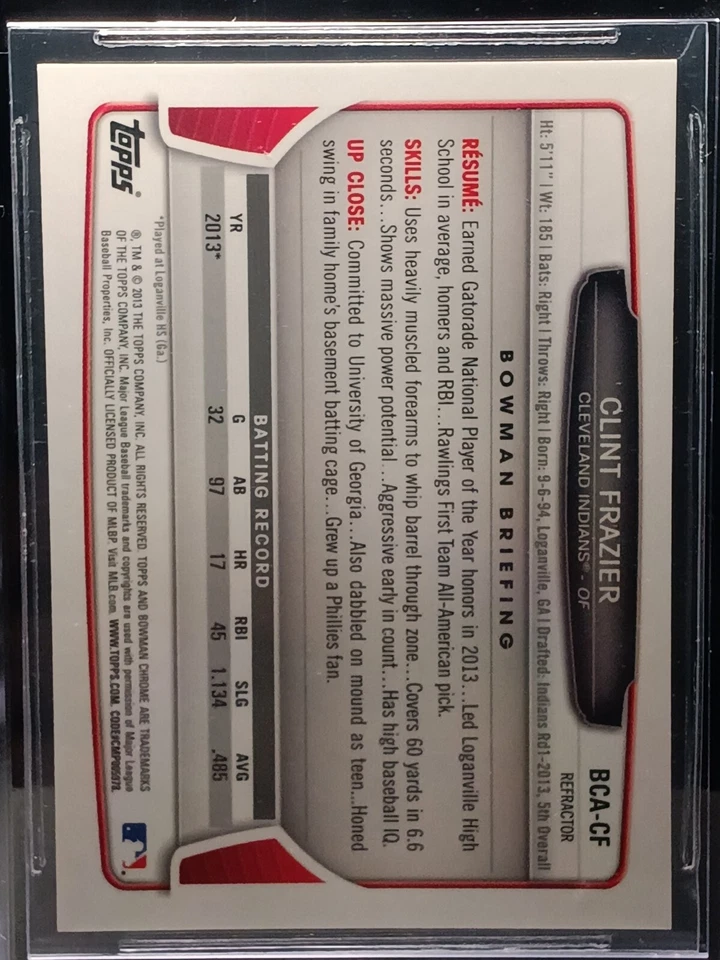 BCA-CF
REFRACTOR
CLINT FRAZIER
CLEVELAND INDIANS® - OF
Ht: 5'11" | Wt: 185 | Bats: Right | Throws: Right | Born: 9-6-94, Loganville, GA | Drafted: Indians Rd1-2013, 5th Overall
BOWMAN BRIEFING
RÉSUMÉ: Earned Gatorade National Player of the Year honors in 2013...Led Loganville High
School in average, homers and RBI...Rawlings First Team All-American pick.
SKILLS: Uses heavily muscled forearms to whip barrel through zone...Covers 60 yards in 6.6
seconds...Shows massive power potential...Aggressive early in count...Has high baseball IQ.
UP CLOSE: Committed to University of Georgia...Also dabbled on mound as teen...Honed
swing in family home's basement batting cage...Grew up a Phillies fan.
BATTING RECORD
YR G AB HR RBI SLG AVG
2013* 32 97 17 45 1.134 .485
*Played at Loganville HS (Ga.)
topps®
®, TM & © 2013 THE TOPPS COMPANY, INC. ALL RIGHTS RESERVED. TOPPS AND BOWMAN CHROME ARE TRADEMARKS
OF THE TOPPS COMPANY, INC. Major League Baseball trademarks and copyrights are used with permission of Major League
Baseball Properties, Inc. OFFICIALLY LICENSED PRODUCT OF MLBP. Visit MLB.com. WWW.TOPPS.COM.